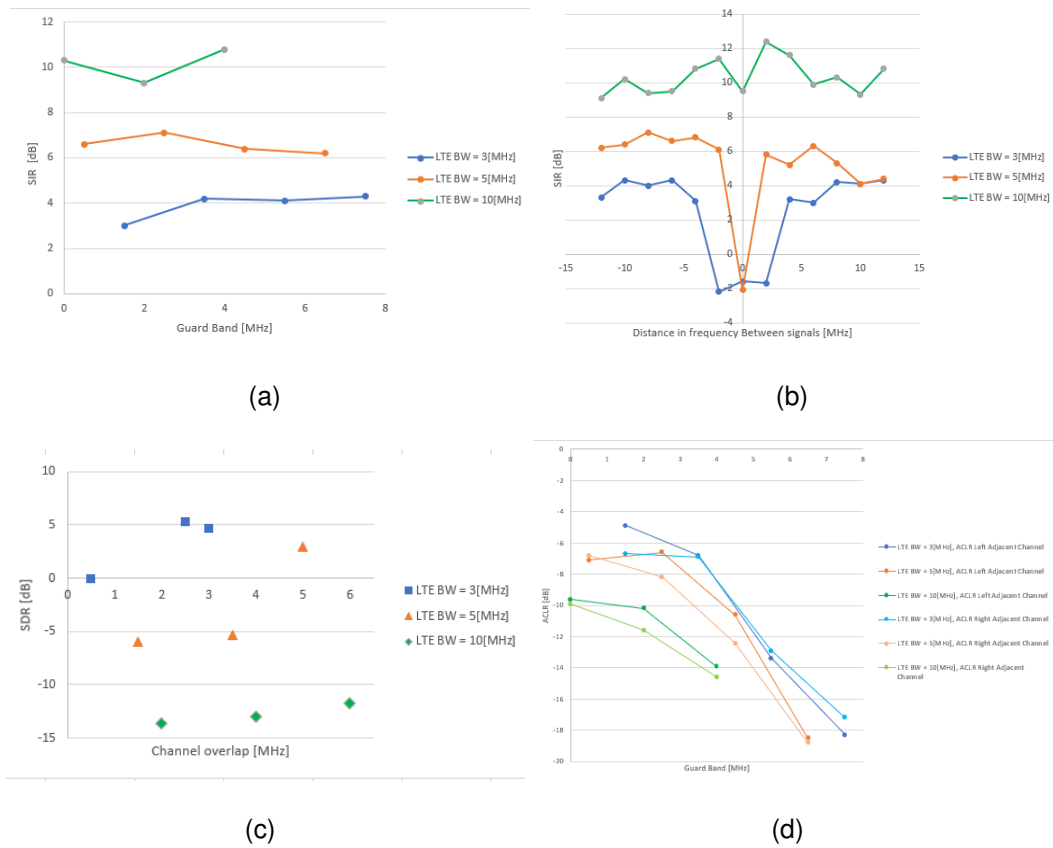 12
10
8
6
4
2
0
SIR [dB]
0
2
4
6
8
Guard Band [MHz]
LTE BW = 3[MHz]
LTE BW = 5[MHz]
LTE BW = 10[MHz]
(a)
14
12
10
8
6
4
2
0
-2
-4
SIR [dB]
-15
-10
-5
0
5
10
15
Distance in frequency Between signals [MHz]
LTE BW = 3[MHz]
LTE BW = 5[MHz]
LTE BW = 10[MHz]
(b)
10
5
0
-5
-10
-15
SDR [dB]
0
1
2
3
4
5
6
Channel overlap [MHz]
LTE BW = 3[MHz]
LTE BW = 5[MHz]
LTE BW = 10[MHz]
(c)
0
-2
-4
-6
-8
-10
-12
-14
-16
-18
-20
ACLR [dB]
0
1
2
3
4
5
6
7
8
Guard Band [MHz]
LTE BW = 3[MHz], ACLR Left Adjacent Channel
LTE BW = 5[MHz], ACLR Left Adjacent Channel
LTE BW = 10[MHz], ACLR Left Adjacent Channel
LTE BW = 3[MHz], ACLR Right Adjacent Channel
LTE BW = 5[MHz], ACLR Right Adjacent Channel
LTE BW = 10[MHz], ACLR Right Adjacent
Channel
(d)